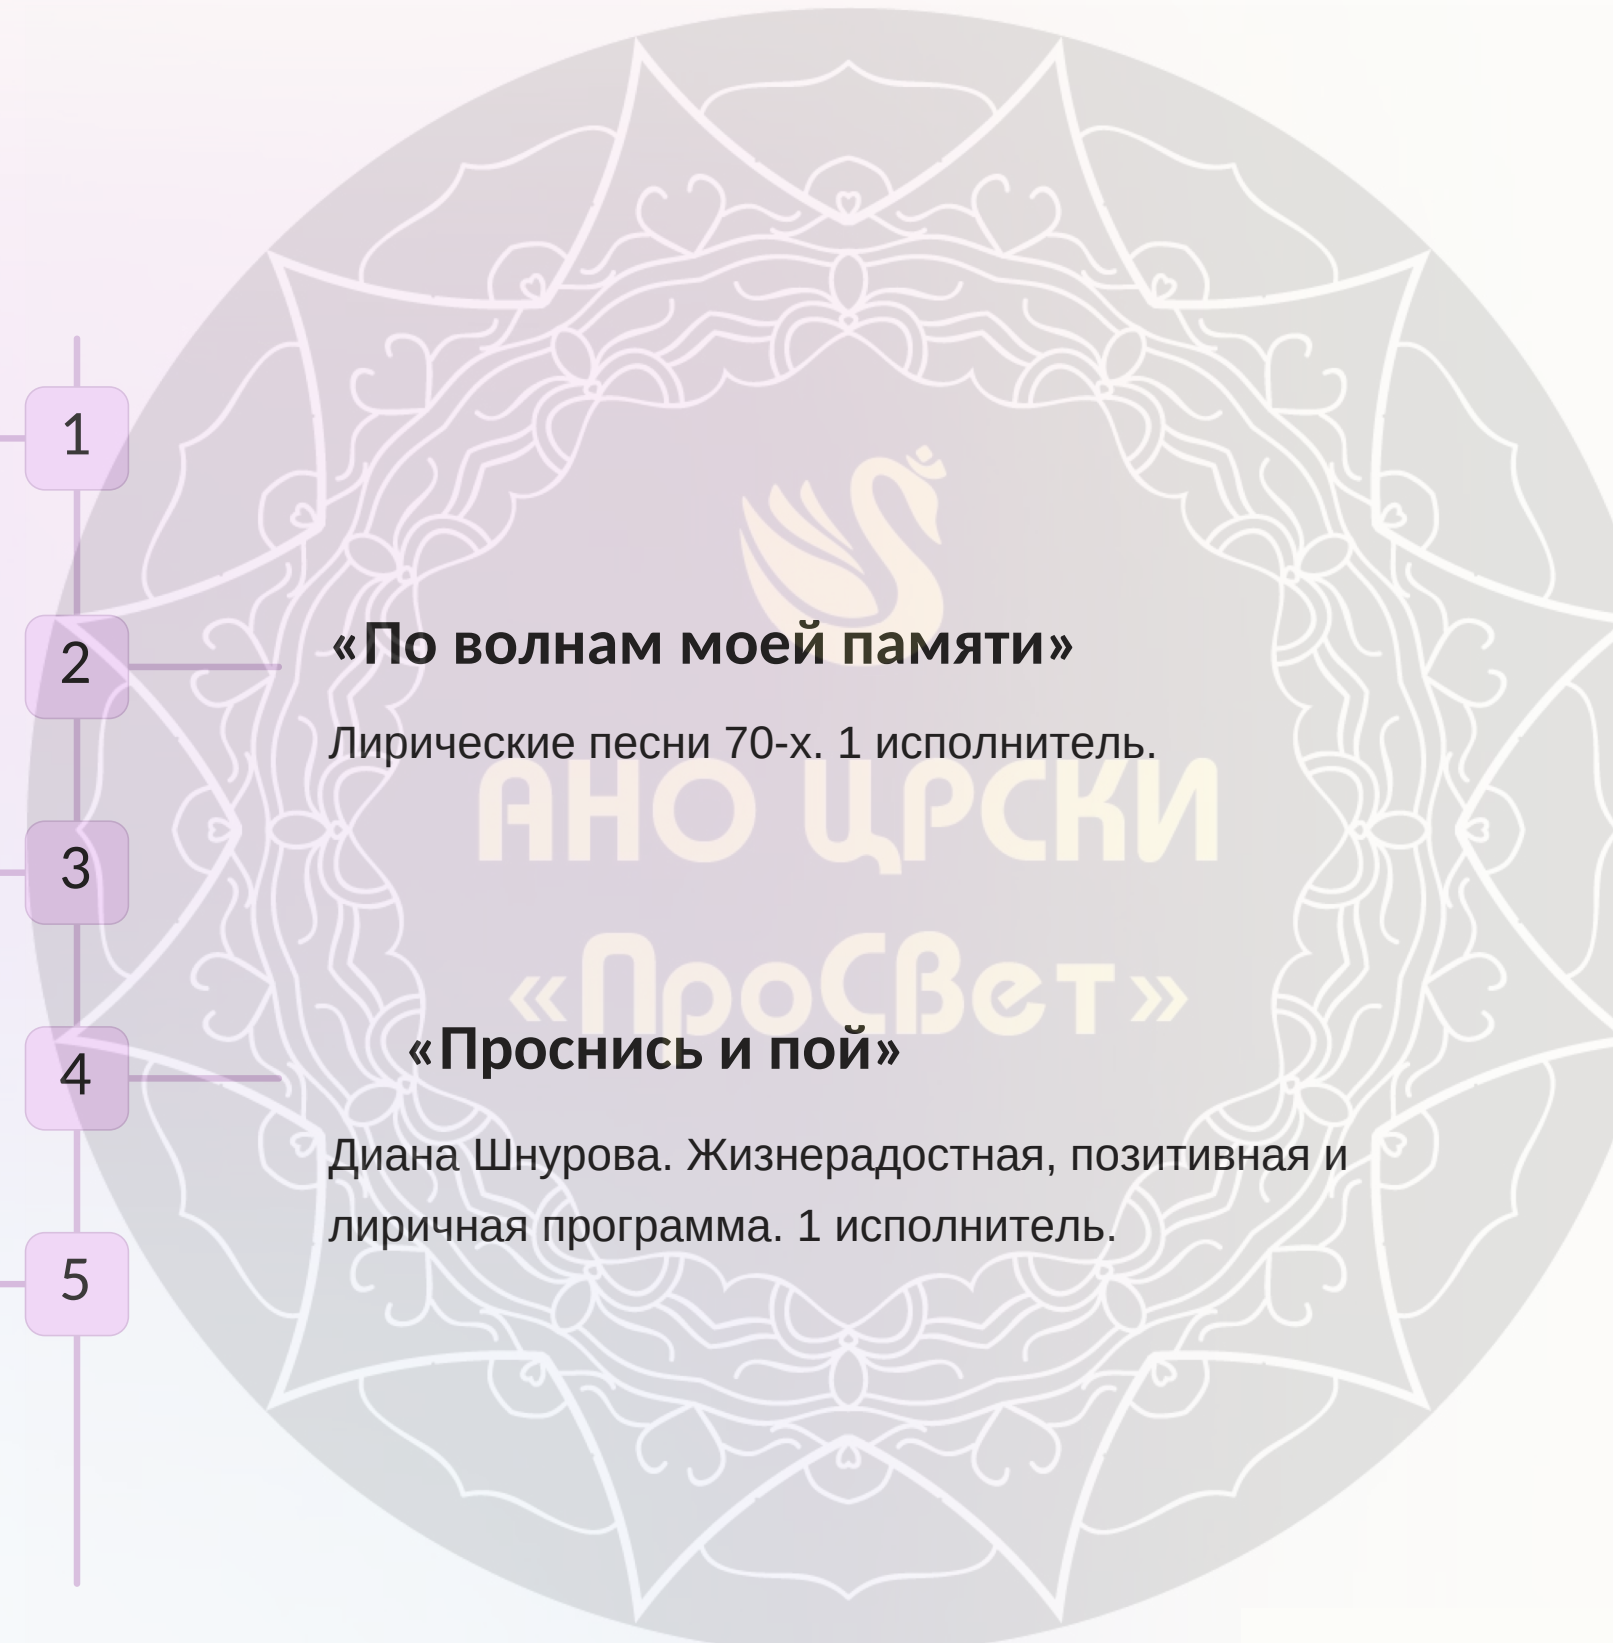 1
2
«По волнам моей памяти»
Лирические песни 70-х. 1 исполнитель.
АНО ЦРСКИ
3
«ПроСвет»
4
«Проснись и пой»
Диана Шнурова. Жизнерадостная, позитивная и
лиричная программа. 1 исполнитель.
5